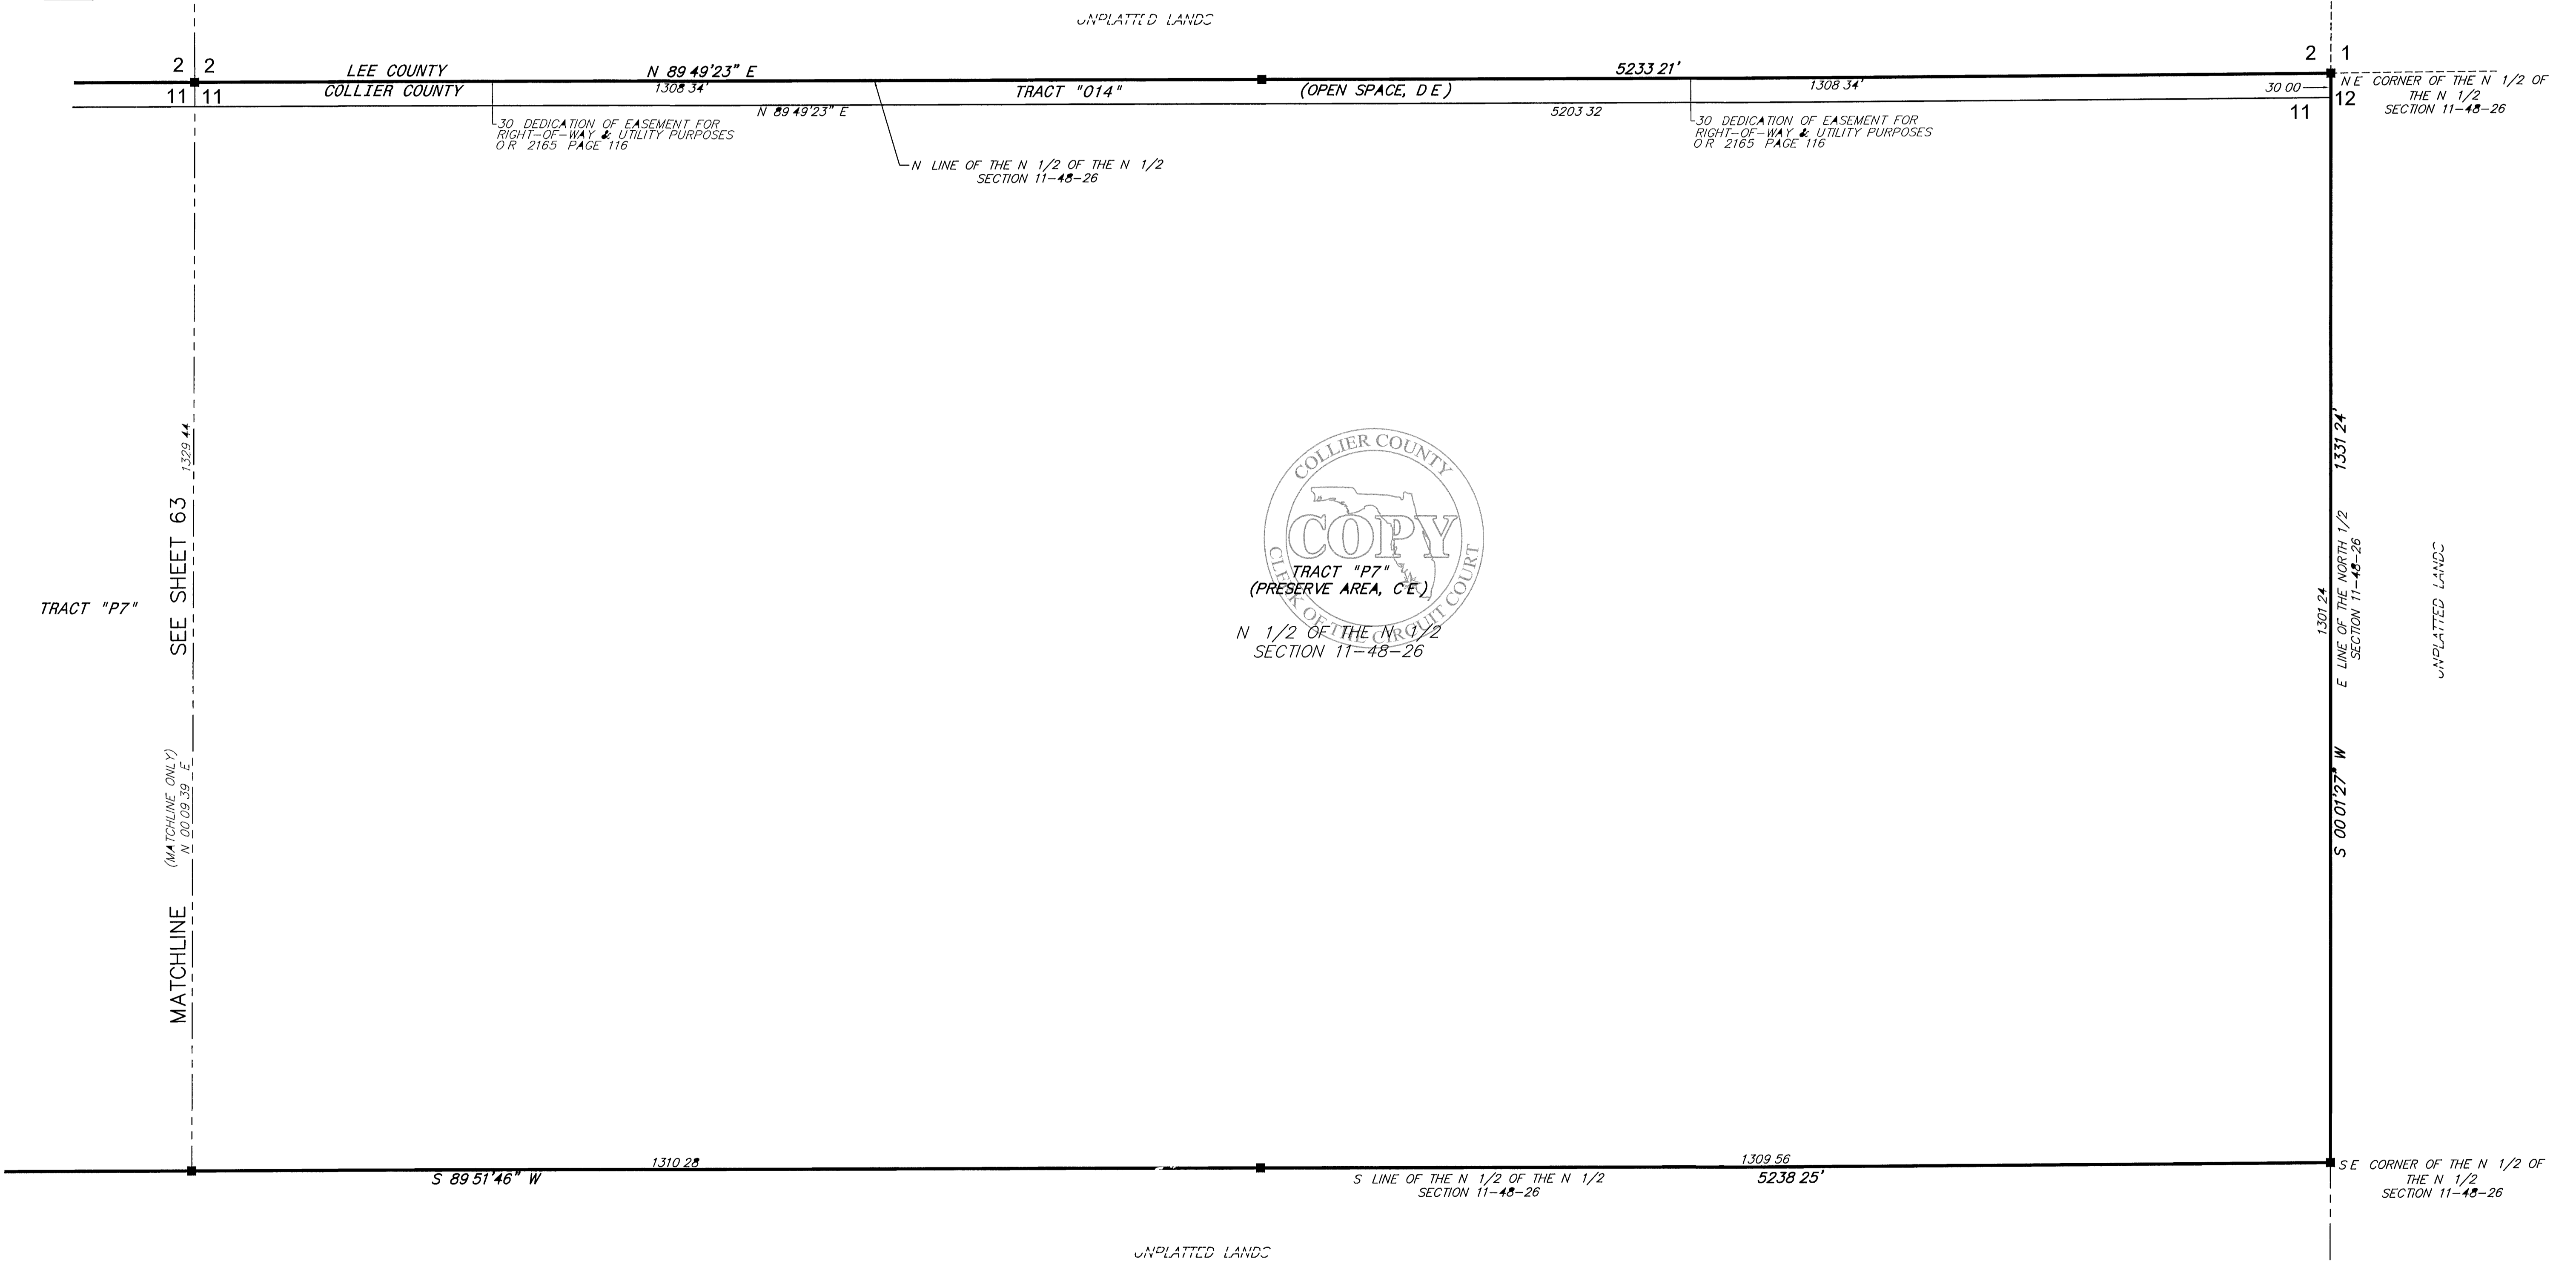 UNPLATTED LANDS
2 2
LEE COUNTY
N 89 49'23" E
5233 21'
2 1
11 11
COLLIER COUNTY
1308 34'
TRACT "014"
(OPEN SPACE, D E)
1308 34'
30 00
12
11
N E CORNER OF THE N 1/2 OF
THE N 1/2
SECTION 11-48-26
N 89 49'23" E
5203 32
30 DEDICATION OF EASEMENT FOR
RIGHT-OF-WAY & UTILITY PURPOSES
O R 2165 PAGE 116
30 DEDICATION OF EASEMENT FOR
RIGHT-OF-WAY & UTILITY PURPOSES
O R 2165 PAGE 116
N LINE OF THE N 1/2 OF THE N 1/2
SECTION 11-48-26
1329 44
SEE SHEET 63
TRACT "P7"
(MATCHLINE ONLY)
N 00 09 39 E
MATCHLINE
COLLIER COUNTY
COPY
CLERK OF THE CIRCUIT COURT
TRACT "P7"
(PRESERVE AREA, C E)
N 1/2 OF THE N 1/2
SECTION 11-48-26
1331 24'
1301 24
E LINE OF THE NORTH 1/2
SECTION 11-48-26
S 00 01'27" W
UNPLATTED LANDS
1310 28
S 89 51'46" W
1309 56
S LINE OF THE N 1/2 OF THE N 1/2
SECTION 11-48-26
5238 25'
S E CORNER OF THE N 1/2 OF
THE N 1/2
SECTION 11-48-26
UNPLATTED LANDS